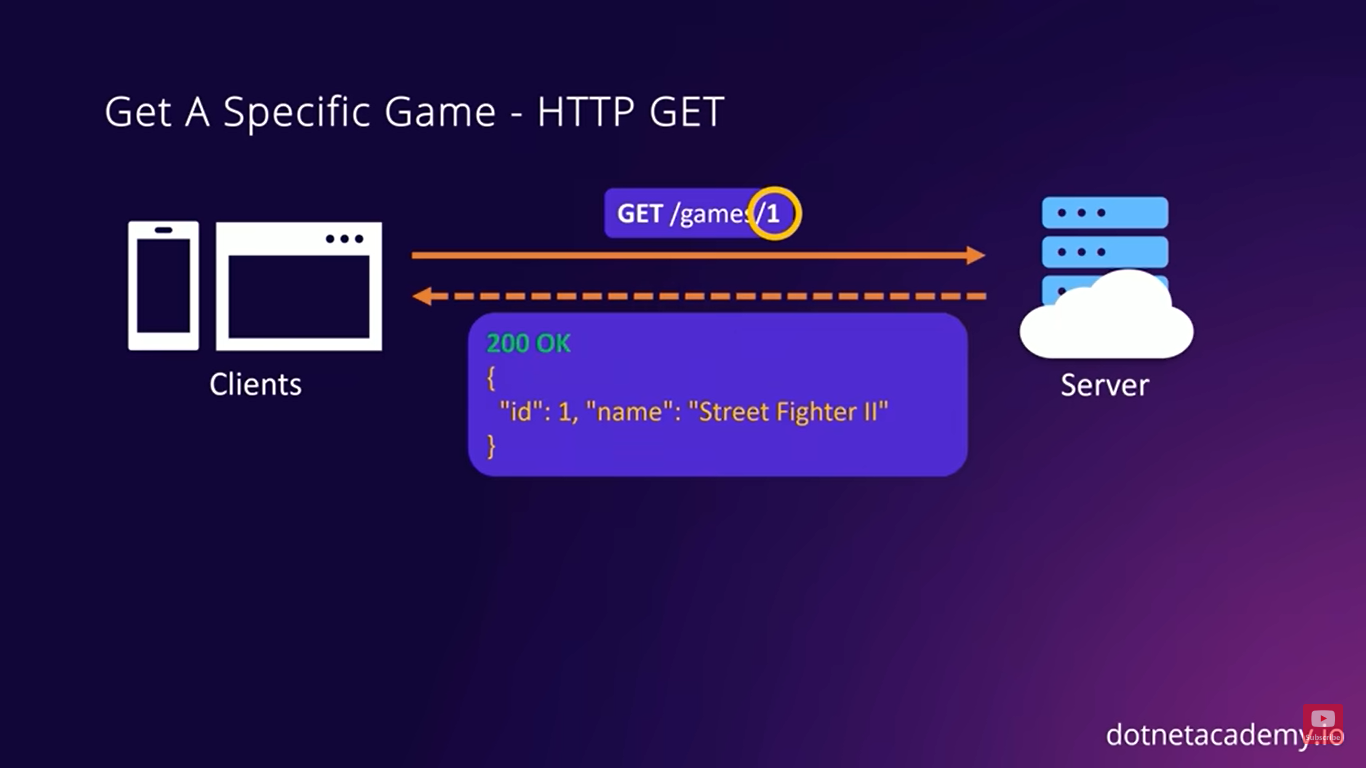 Get A Specific Game - HTTP GET
GET /games/1
200 OK
{
"id": 1, "name": "Street Fighter II"
}
Clients
Server
dotnetacademy.io
Subscribe